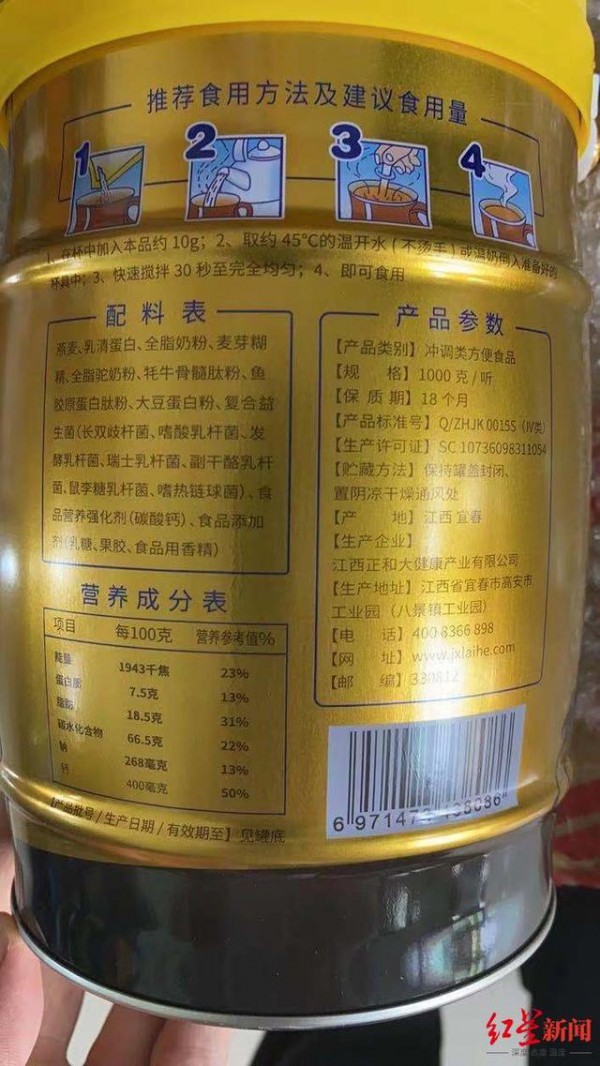 推荐食用方法及建议食用量
1 2 3 4
1、在杯中加入本品约 10g；2、取约 45℃的温开水（不烫手）或温奶倒入准备好的
杯具中；3、快速搅拌 30 秒至完全均匀；4、即可食用
配料表
燕麦、乳清蛋白、全脂奶粉、麦芽糊
精、全脂驼奶粉、牦牛骨髓肽粉、鱼
胶原蛋白肽粉、大豆蛋白粉、复合益
生菌（长双歧杆菌、嗜酸乳杆菌、发
酵乳杆菌、瑞士乳杆菌、副干酪乳杆
菌、鼠李糖乳杆菌、嗜热链球菌）、食
品营养强化剂（碳酸钙）、食品添加
剂（乳糖、果胶、食品用香精）
营养成分表
项目 每100克 营养参考值%
能量 1943千焦 23%
蛋白质 7.5克 13%
脂肪 18.5克 31%
碳水化合物 66.5克 22%
钠 268毫克 13%
钙 400毫克 50%
【产品批号 / 生产日期 / 有效期至】见罐底
产品参数
【产品类别】冲调类方便食品
【规 格】1000 克 / 听
【保 质 期】18 个月
【产品标准号】Q/ZHJK 0015S（IV类）
【生产许可证】SC 10736098311054
【贮藏方法】保持罐盖封闭、
置阴凉干燥通风处
【产 地】江西 宜春
【生产企业】
江西正和大健康产业有限公司
【生产地址】江西省宜春市高安市
工业园（八景镇工业园）
【电 话】400 8366 898
【网 址】www.jxlaihe.com
【邮 编】330812
红星新闻